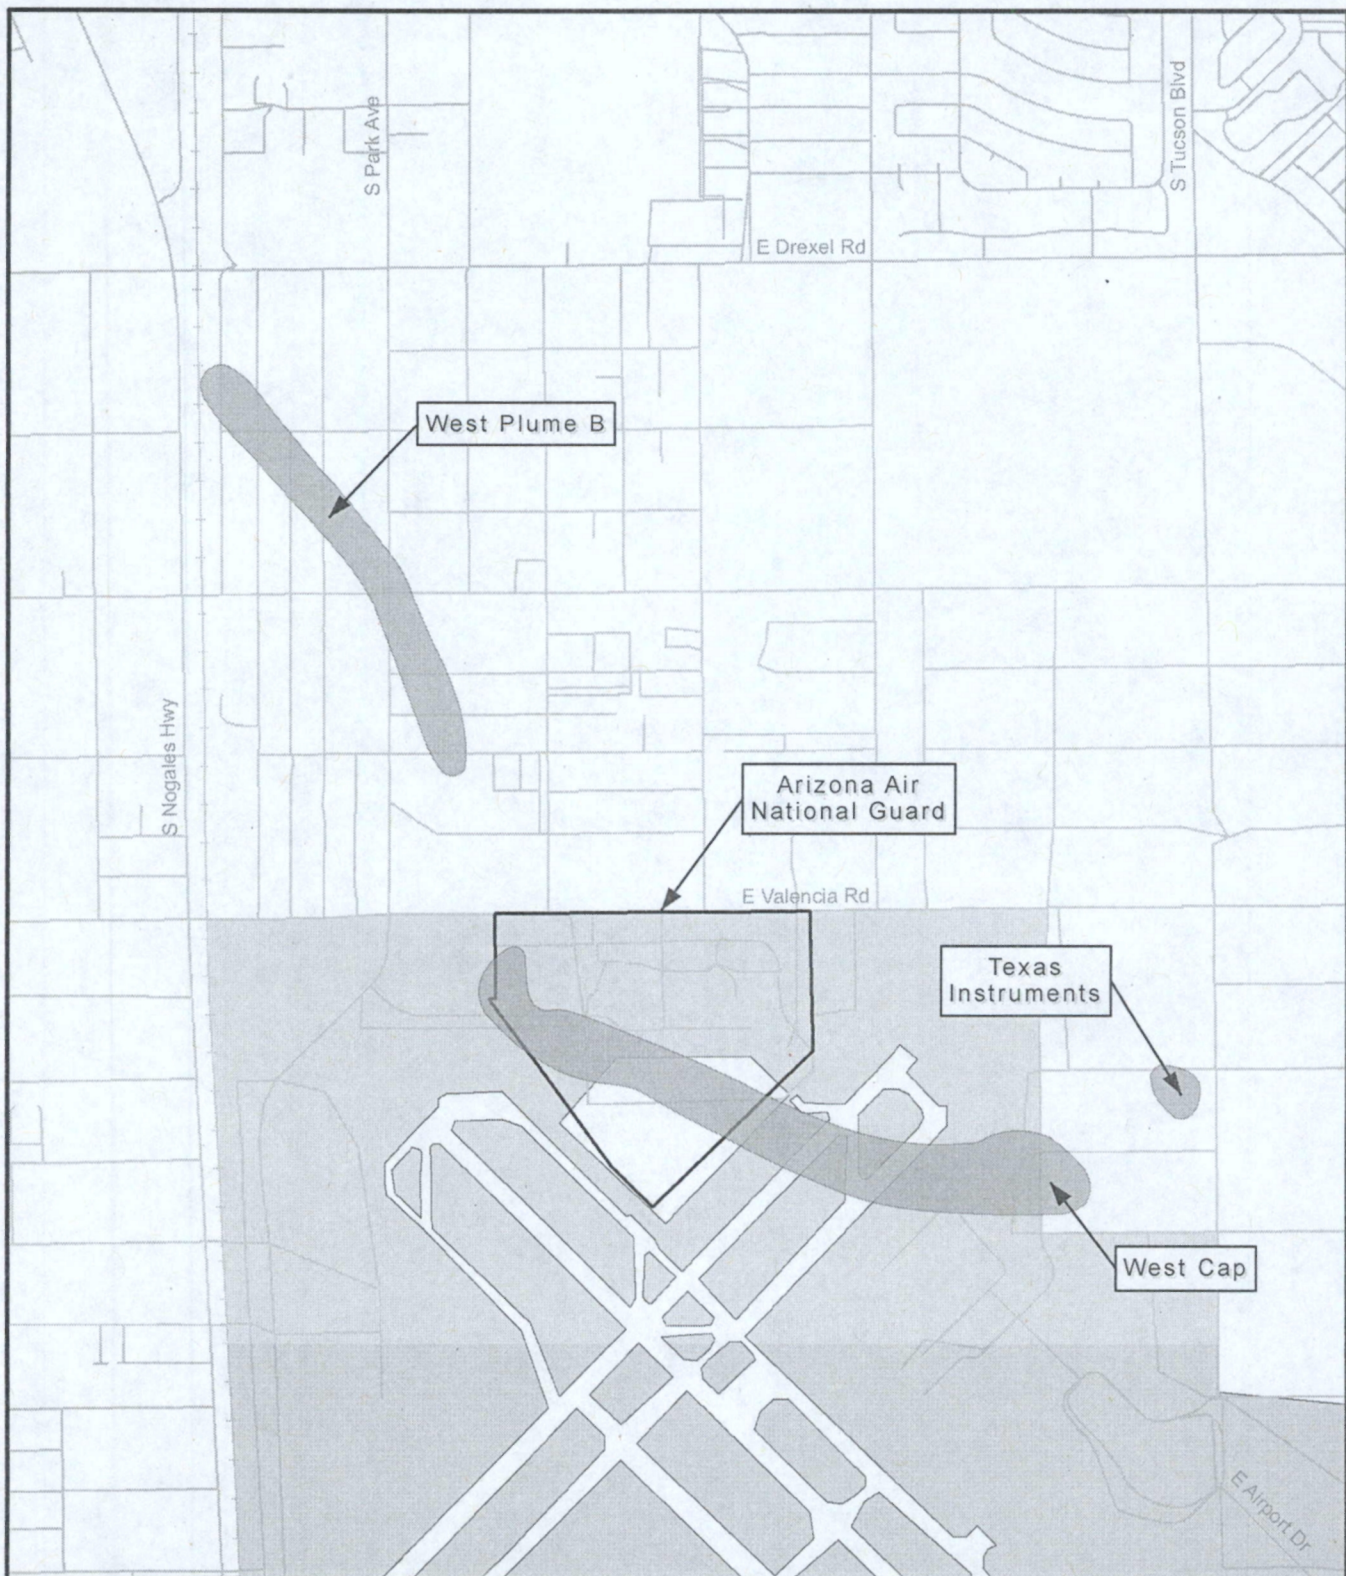 S Park Ave
S Tucson Blvd
E Drexel Rd
West Plume B
S Nogales Hwy
Arizona Air
National Guard
E Valencia Rd
Texas
Instruments
West Cap
E Airport Dr